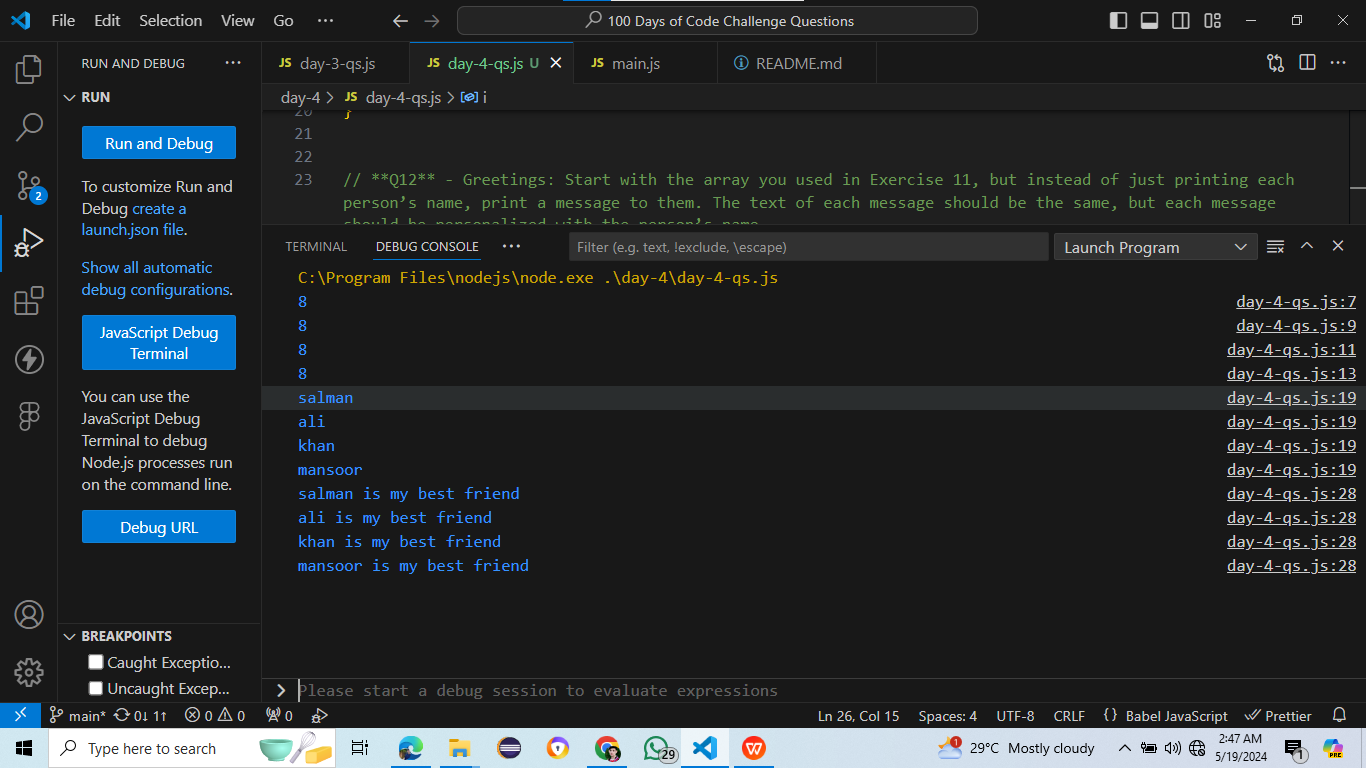 File Edit Selection View Go ··· 100 Days of Code Challenge Questions
RUN AND DEBUG ···
JS day-3-qs.js JS day-4-qs.js U JS main.js README.md ···
RUN
day-4 > JS day-4-qs.js > i
Run and Debug
To customize Run and
Debug create a
launch.json file.
Show all automatic
debug configurations.
JavaScript Debug
Terminal
You can use the
JavaScript Debug
Terminal to debug
Node.js processes run
on the command line.
Debug URL
BREAKPOINTS
Caught Exceptio...
Uncaught Excep...
20 }
21
22
23 // **Q12** - Greetings: Start with the array you used in Exercise 11, but instead of just printing each
person’s name, print a message to them. The text of each message should be the same, but each message
should be personalized with the person’s name
TERMINAL DEBUG CONSOLE ··· Filter (e.g. text, !exclude, \escape) Launch Program
C:\Program Files\nodejs\node.exe .\day-4\day-4-qs.js
8 day-4-qs.js:7
8 day-4-qs.js:9
8 day-4-qs.js:11
8 day-4-qs.js:13
salman day-4-qs.js:19
ali day-4-qs.js:19
khan day-4-qs.js:19
mansoor day-4-qs.js:19
salman is my best friend day-4-qs.js:28
ali is my best friend day-4-qs.js:28
khan is my best friend day-4-qs.js:28
mansoor is my best friend day-4-qs.js:28
Please start a debug session to evaluate expressions
2
main* 0↓ 1↑ 0 0 0 Ln 26, Col 15 Spaces: 4 UTF-8 CRLF {} Babel JavaScript Prettier
Type here to search 29 1 29°C Mostly cloudy 2:47 AM 1 PRE
5/19/2024